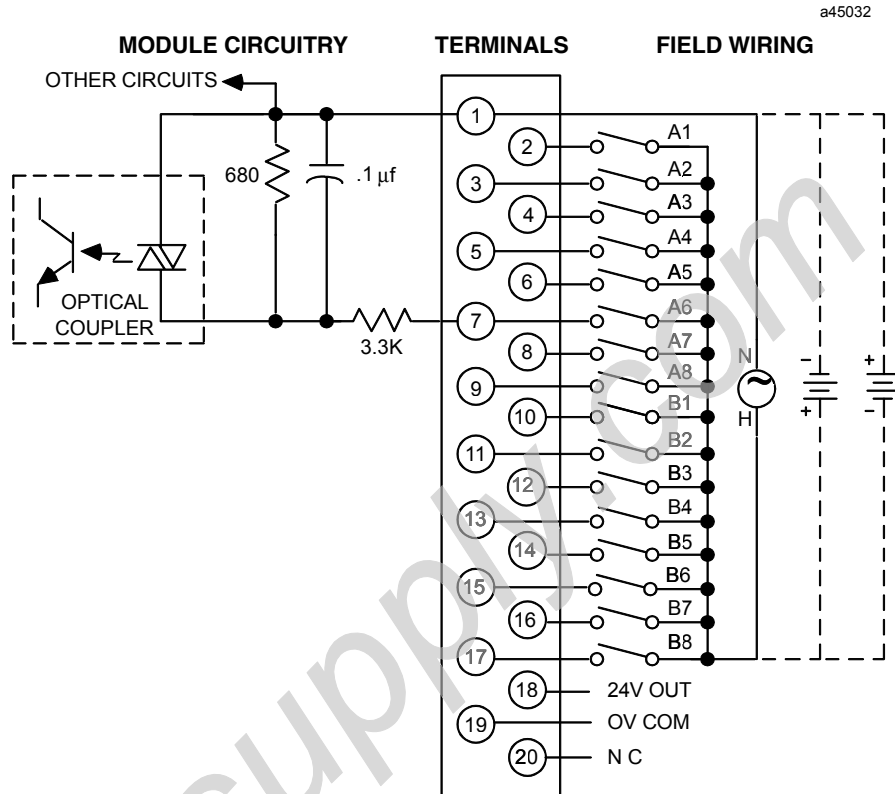 a45032
MODULE CIRCUITRY TERMINALS FIELD WIRING
OTHER CIRCUITS
1
2 A1
680 .1 µf
3 A2
4 A3
5 A4
6 A5
OPTICAL
COUPLER
3.3K
7 A6
8 A7
N
9 A8
− +
10 B1
H
+ −
11 B2
12 B3
13 B4
14 B5
15 B6
16 B7
17 B8
18 24V OUT
19 OV COM
20 N C
supply.com